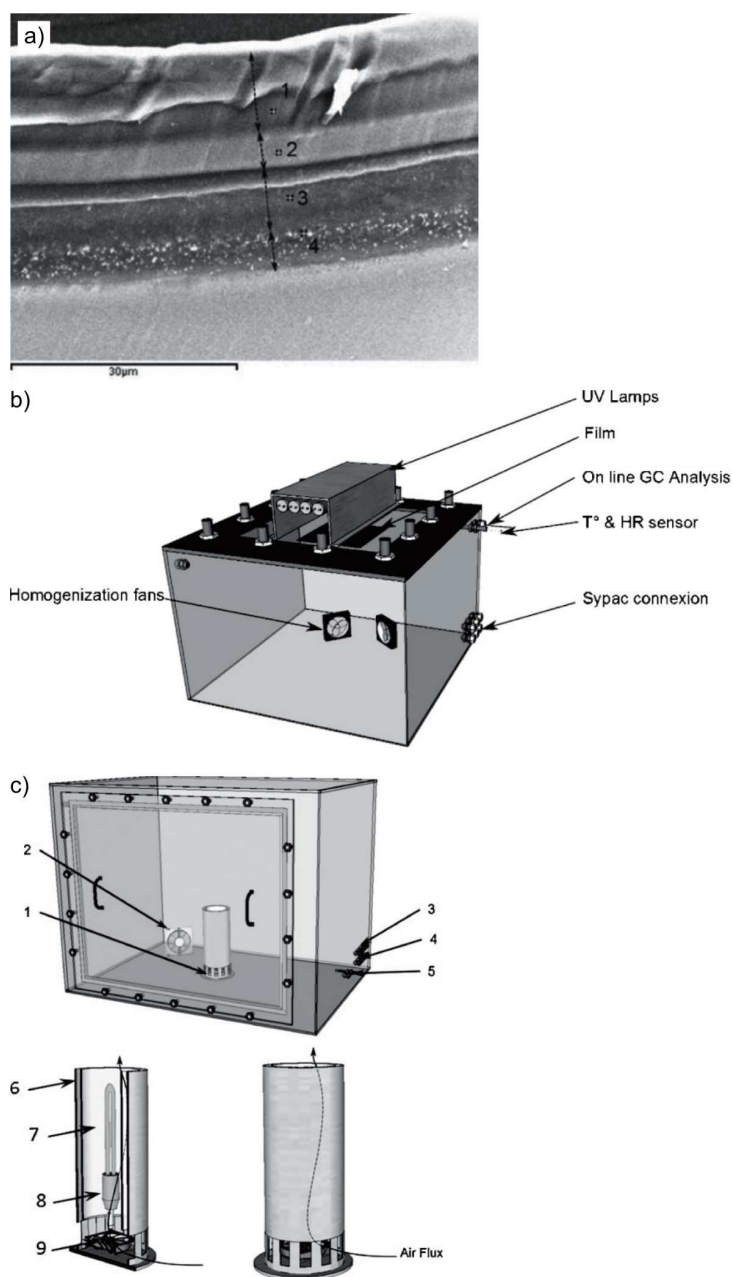 a)
1
2
3
4
30µm
b)
UV Lamps
Film
On line GC Analysis
T° & HR sensor
Homogenization fans
Sypac connexion
c)
2
1
3
4
5
6
7
8
9
Air Flux